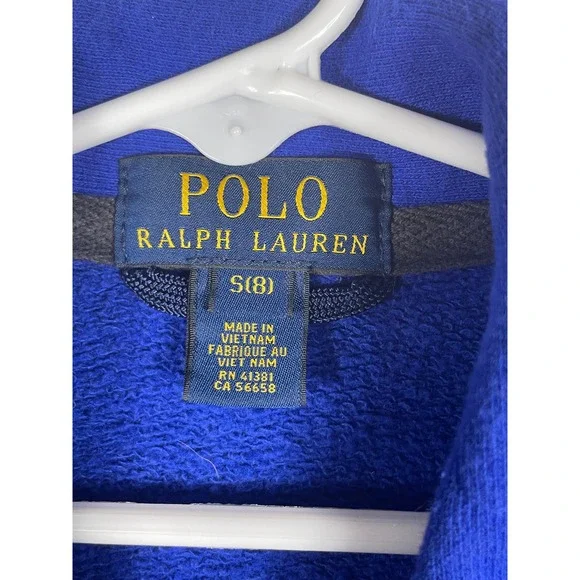 POLO
RALPH LAUREN
S(8)
MADE IN
VIETNAM
FABRIQUE AU
VIET NAM
RN 41381
CA 56658